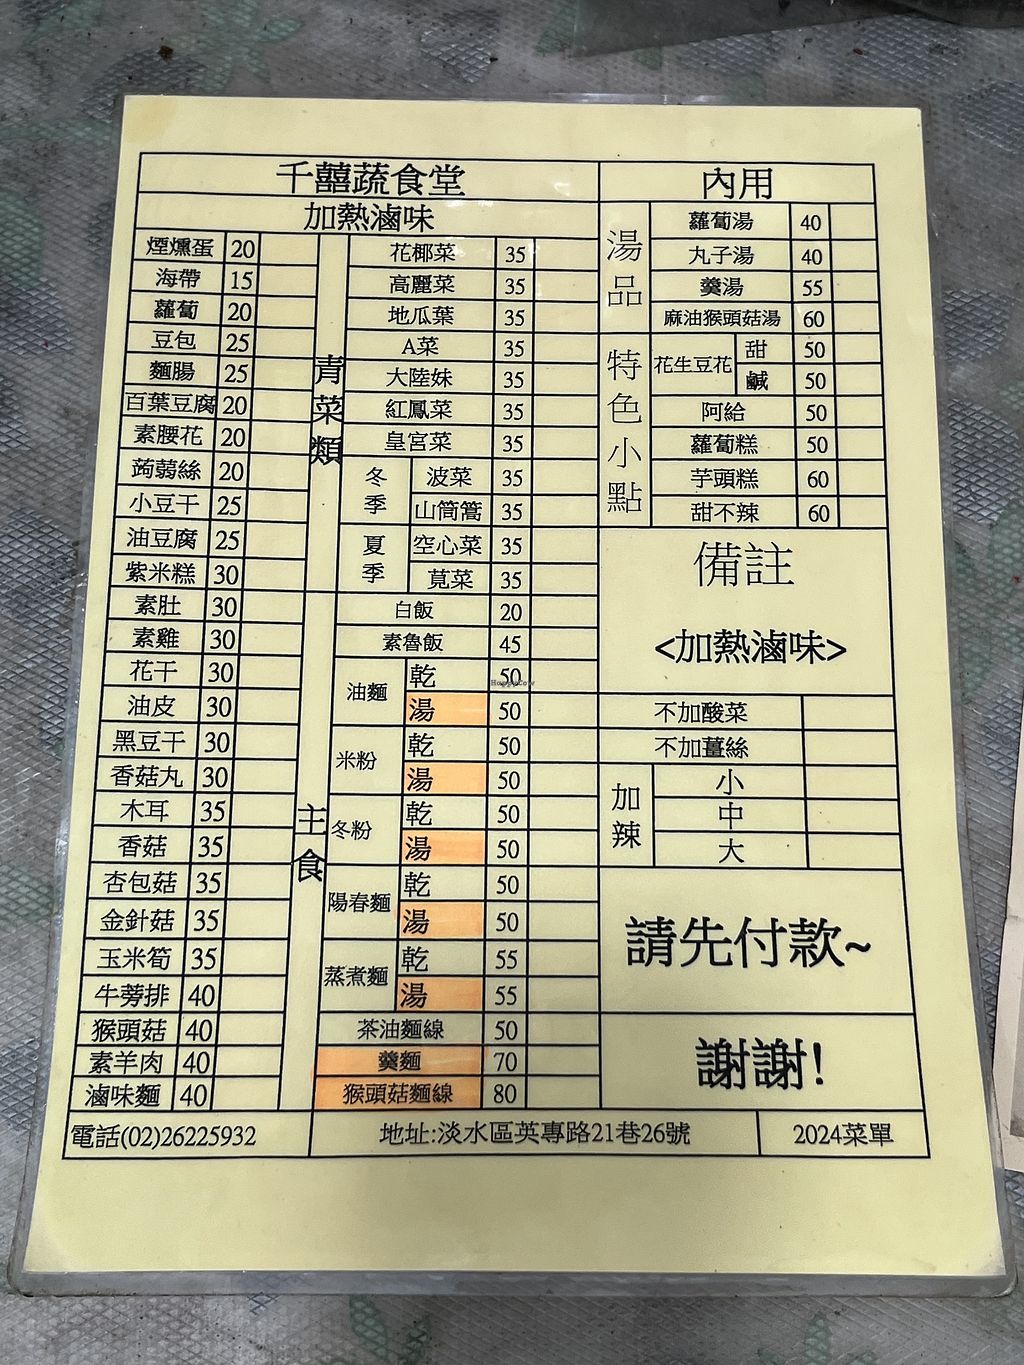 千囍蔬食堂
加熱滷味
煙燻蛋 20
海帶 15
蘿蔔 20
豆包 25
麵腸 25
百葉豆腐 20
素腰花 20
蒟蒻絲 20
小豆干 25
油豆腐 25
紫米糕 30
素肚 30
素雞 30
花干 30
油皮 30
黑豆干 30
香菇丸 30
木耳 35
香菇 35
杏包菇 35
金針菇 35
玉米筍 35
牛蒡排 40
猴頭菇 40
素羊肉 40
滷味麵 40
青菜類
花椰菜 35
高麗菜 35
地瓜葉 35
A菜 35
大陸妹 35
紅鳳菜 35
皇宮菜 35
冬季
波菜 35
山筒蒿 35
夏季
空心菜 35
莧菜 35
主食
白飯 20
素魯飯 45
油麵
乾 50
湯 50
米粉
乾 50
湯 50
冬粉
乾 50
湯 50
陽春麵
乾 50
湯 50
蒸煮麵
乾 55
湯 55
茶油麵線 50
羹麵 70
猴頭菇麵線 80
內用
湯品
蘿蔔湯 40
丸子湯 40
羹湯 55
麻油猴頭菇湯 60
特色小點
花生豆花
甜 50
鹹 50
阿給 50
蘿蔔糕 50
芋頭糕 60
甜不辣 60
備註
<加熱滷味>
不加酸菜
不加薑絲
加辣
小
中
大
請先付款~
謝謝!
電話(02)26225932
地址:淡水區英專路21巷26號
2024菜單
HappyCow